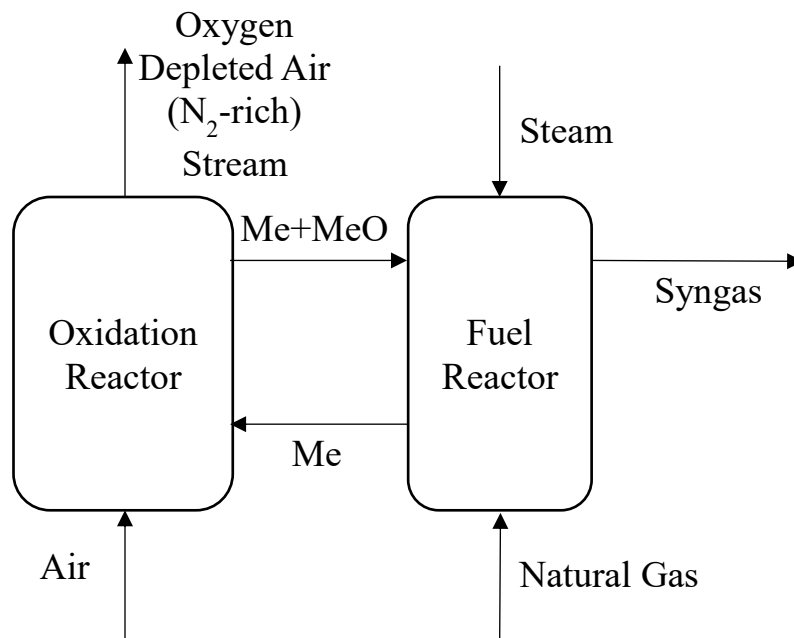 Oxygen
Depleted Air
(N2-rich)
Stream
Steam
Me+MeO
Syngas
Oxidation
Reactor
Fuel
Reactor
Me
Air
Natural Gas